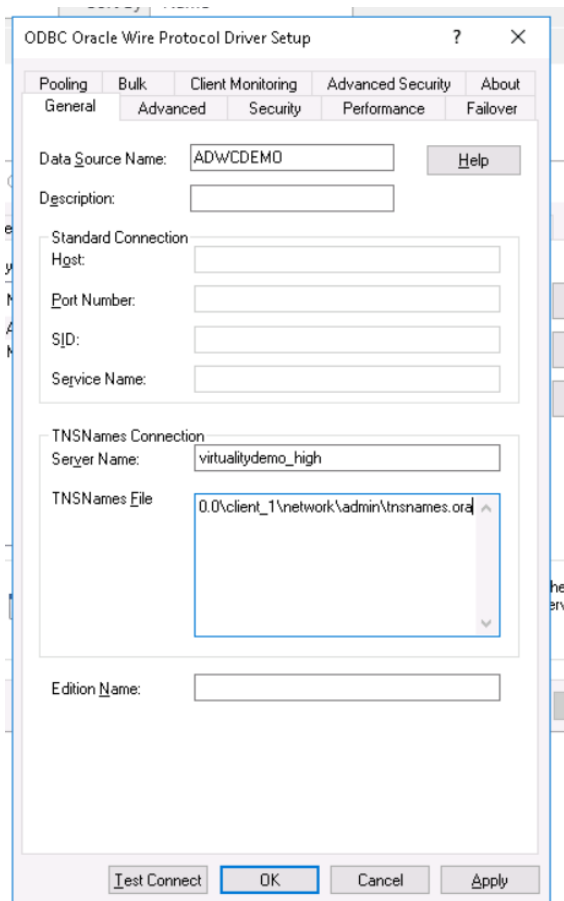 ODBC Oracle Wire Protocol Driver Setup ? ✕
Pooling Bulk Client Monitoring Advanced Security About
General Advanced Security Performance Failover
Data Source Name: ADWCDEMO Help
Description:
Standard Connection
Host:
Port Number:
SID:
Service Name:
TNSNames Connection
Server Name: virtualitydemo_high
TNSNames File 0.0\client_1\network\admin\tnsnames.ora
Edition Name:
Test Connect OK Cancel Apply